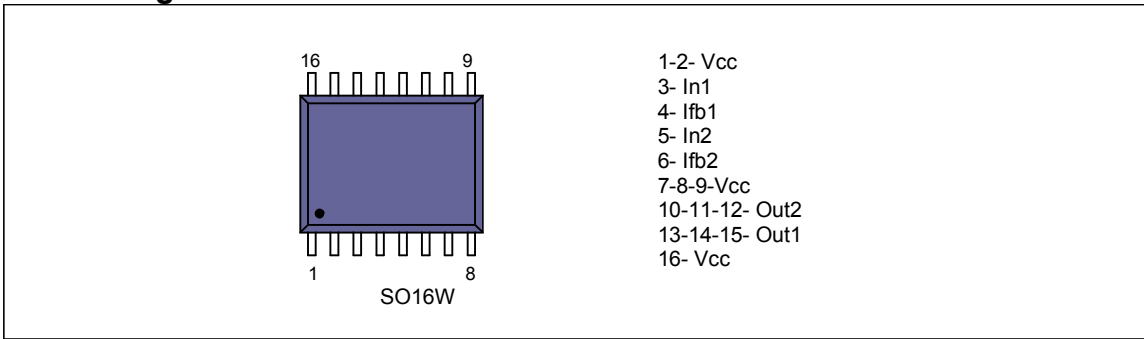 16 9
1 8
SO16W
1-2- Vcc
3- In1
4- Ifb1
5- In2
6- Ifb2
7-8-9-Vcc
10-11-12- Out2
13-14-15- Out1
16- Vcc